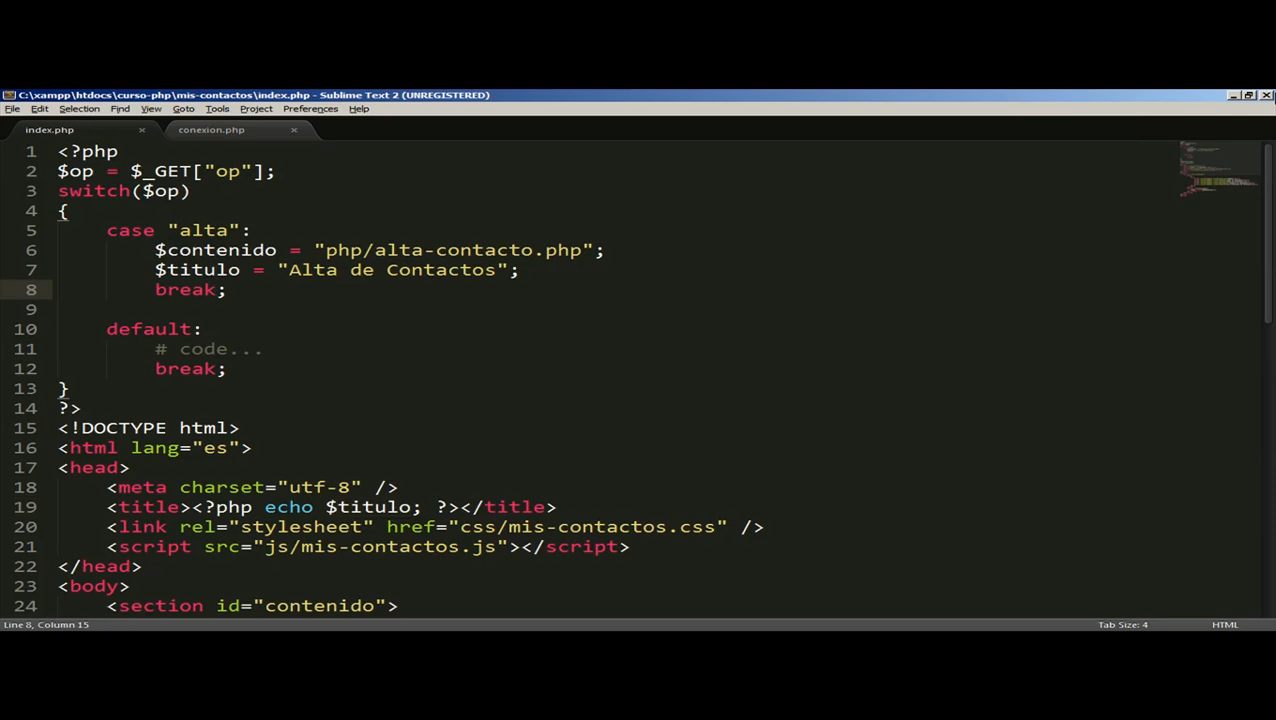 C:\xampp\htdocs\curso-php\mis-contactos\index.php - Sublime Text 2 (UNREGISTERED)
File Edit Selection Find View Goto Tools Project Preferences Help
index.php × conexion.php ×
1 <?php
2 $op = $_GET["op"];
3 switch($op)
4 {
5 case "alta":
6 $contenido = "php/alta-contacto.php";
7 $titulo = "Alta de Contactos";
8 break;
9
10 default:
11 # code...
12 break;
13 }
14 ?>
15 <!DOCTYPE html>
16 <html lang="es">
17 <head>
18 <meta charset="utf-8" />
19 <title><?php echo $titulo; ?></title>
20 <link rel="stylesheet" href="css/mis-contactos.css" />
21 <script src="js/mis-contactos.js"></script>
22 </head>
23 <body>
24 <section id="contenido">
Line 8, Column 15 Tab Size: 4 HTML